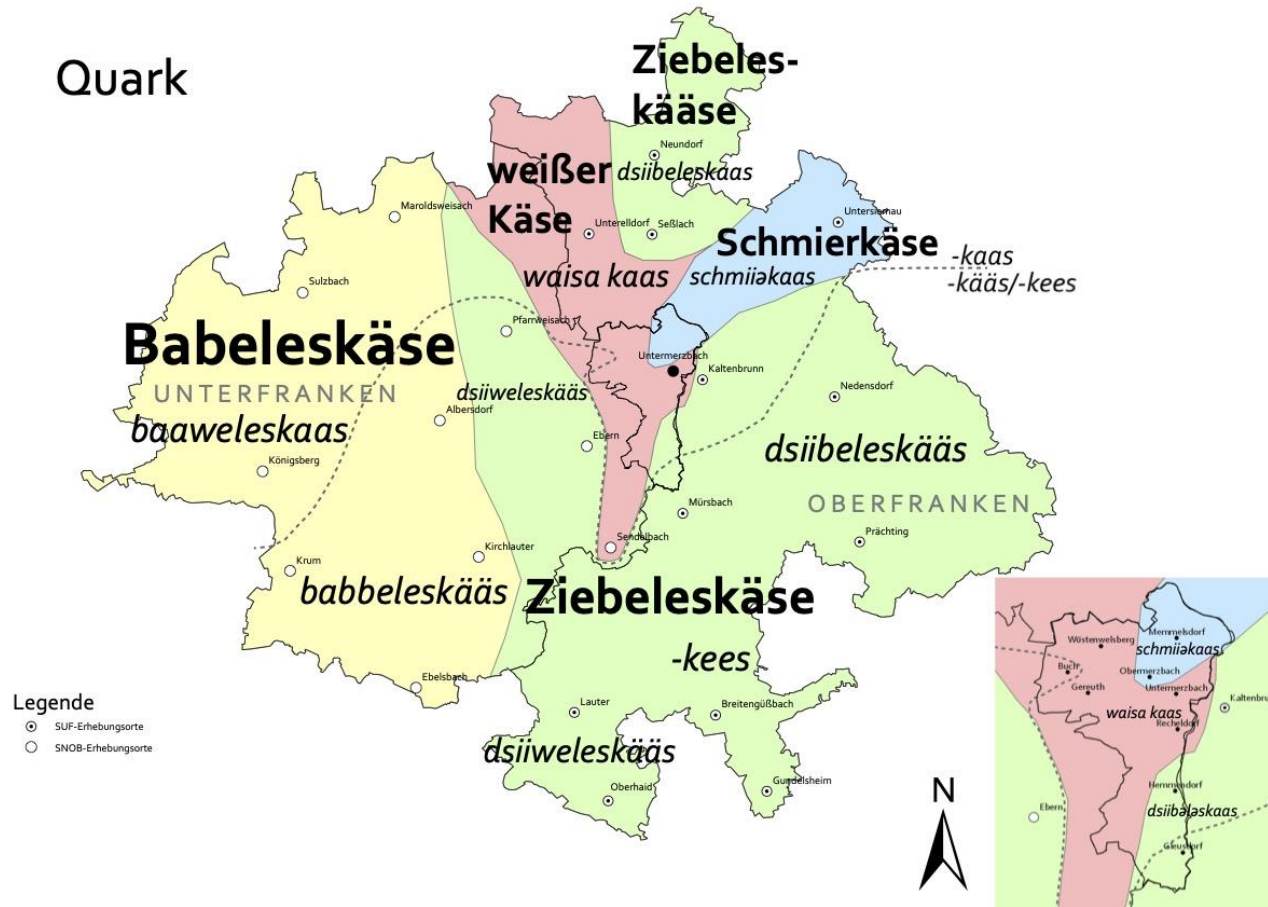 Quark
Ziebeles-
kääse
Neundorf
dsiibeleskaas
weißer
Käse
Maroldsweisach
Unterelldorf
Seßlach
Untersiemau
Schmierkäse
waisa kaas
schmiiəkaas
-kaas
-kääs/-kees
Sulzbach
Pfarrweisach
Babeleskäse
UNTERFRANKEN
baaweleskaas
Untermerzbach
Kaltenbrunn
dsiiweleskääs
Nedensdorf
Albersdorf
Ebern
dsiibeleskääs
Königsberg
OBERFRANKEN
Mürsbach
Prächting
Sendelbach
Kirchlauter
Krum
babbeleskääs
Ziebeleskäse
-kees
Ebelsbach
Legende
SUF-Erhebungsorte
SNOB-Erhebungsorte
Lauter
Breitengüßbach
dsiiweleskääs
Oberhaid
Gundelsheim
N
Wüstenwelsberg
Memmelsdorf
schmiiəkaas
Buch
Obermerzbach
Gereuth
Untermerzbach
waisa kaas
Kaltenbru
Recheldorf
Hemmendorf
dsiibələskaas
Ebern
Gleusdorf